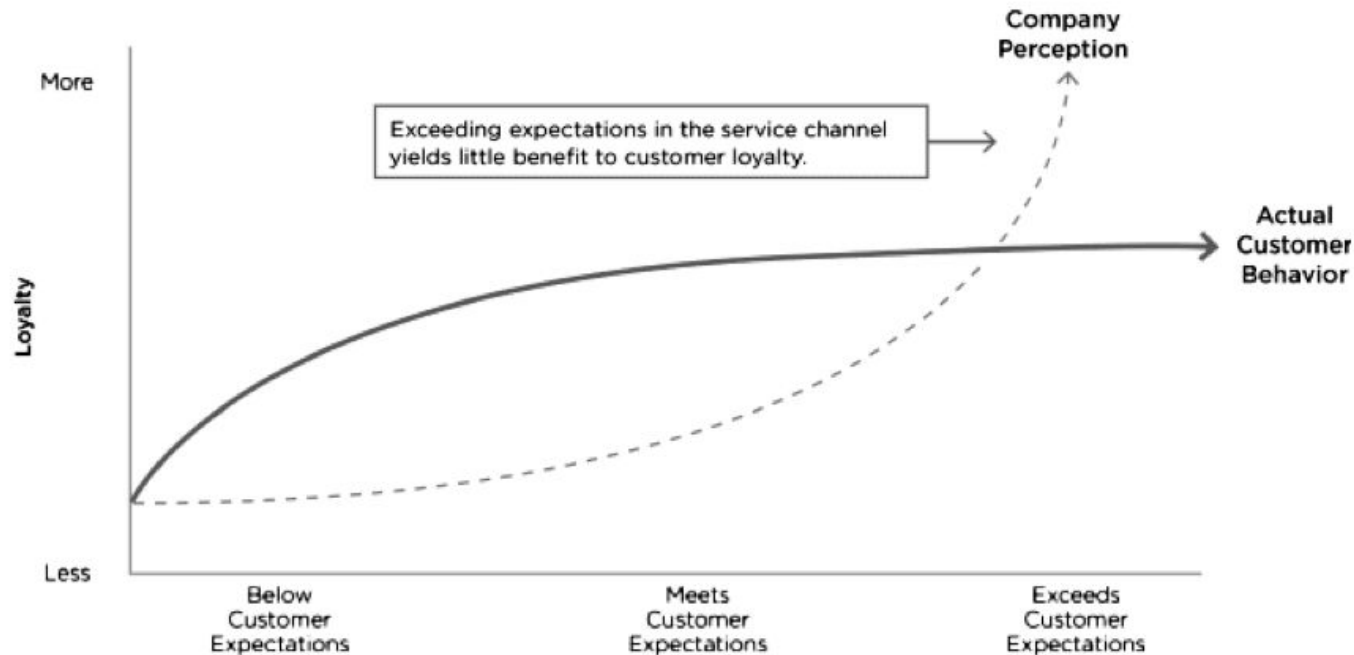 Company
Perception
More
Exceeding expectations in the service channel
yields little benefit to customer loyalty.
Actual
Customer
Behavior
Loyalty
Less
Below
Customer
Expectations
Meets
Customer
Expectations
Exceeds
Customer
Expectations